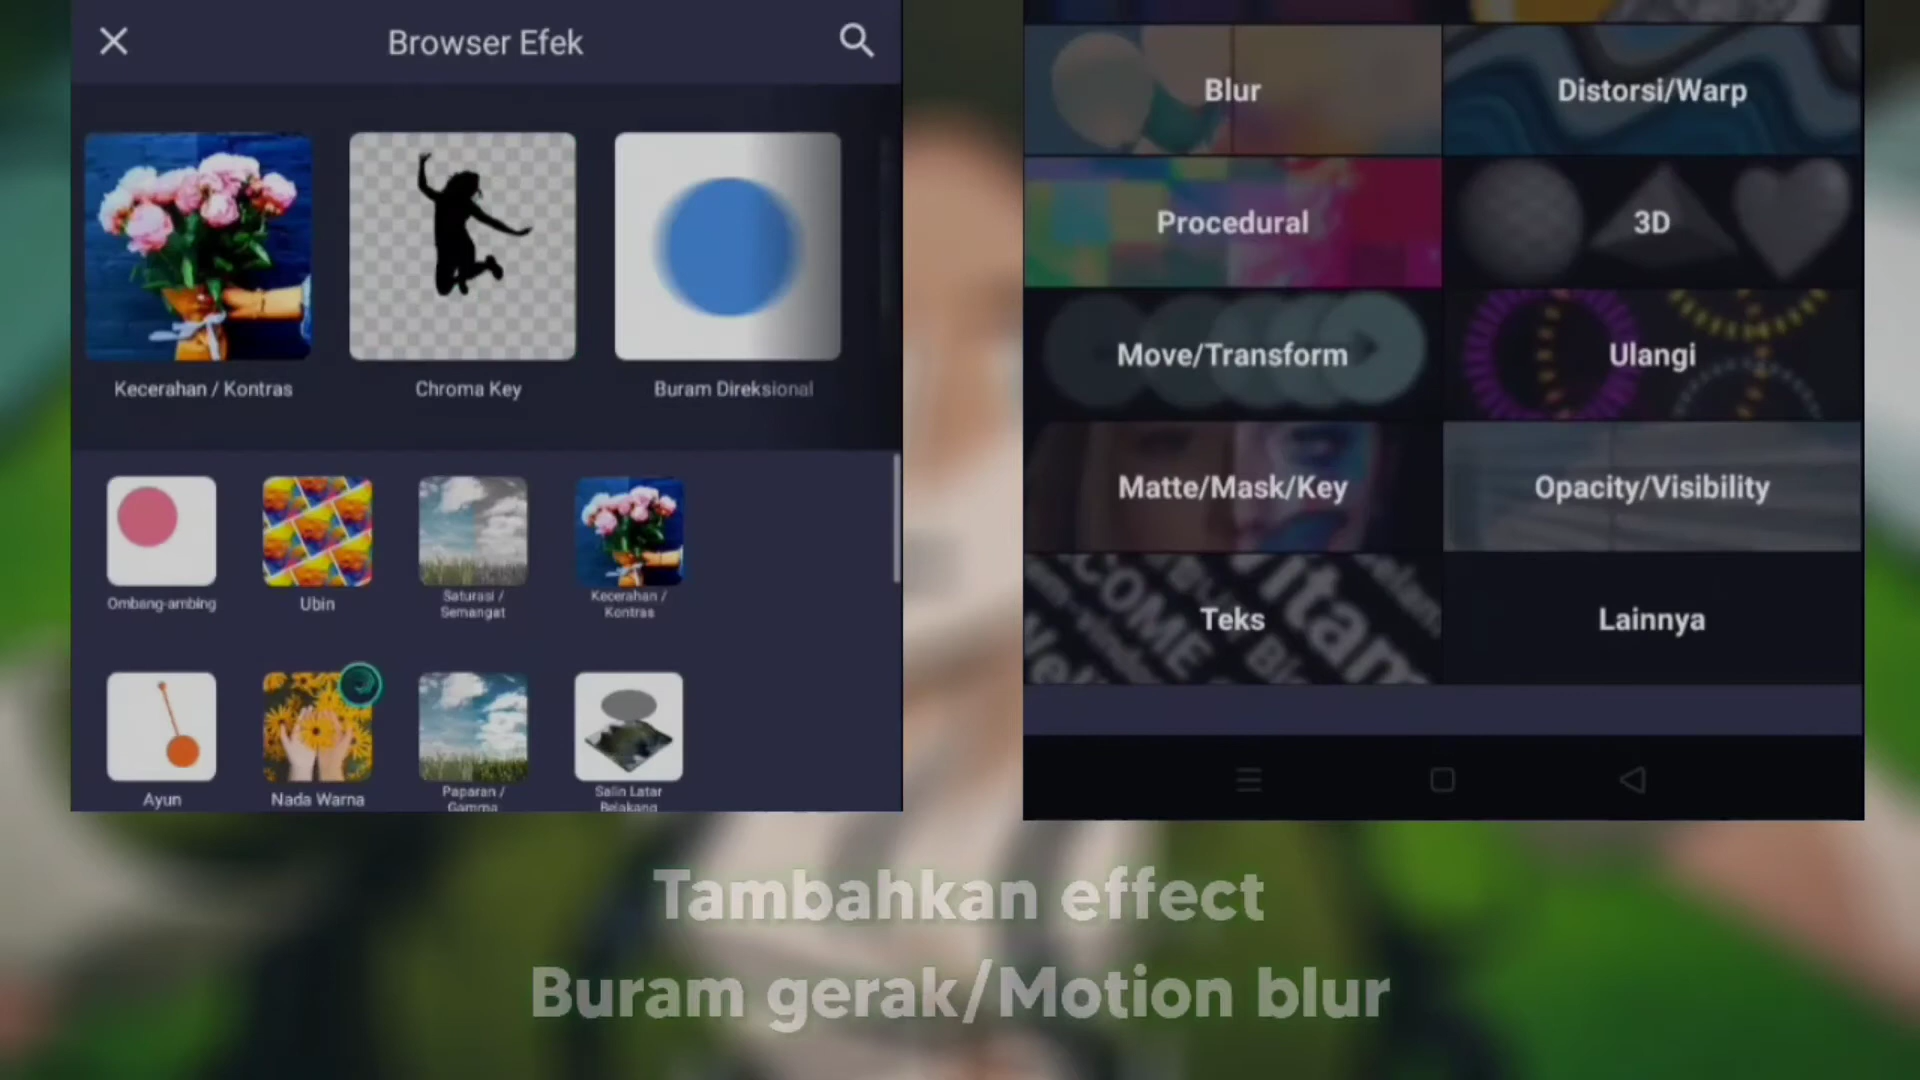 Browser Efek
Kecerahan / Kontras
Chroma Key
Buram Direksional
Ombang-ambing
Ubin
Saturasi /
Semangat
Kecerahan /
Kontras
Ayun
Nada Warna
Paparan /
Gamma
Salin Latar
Belakang
Blur
Distorsi/Warp
Procedural
3D
Move/Transform
Ulangi
Matte/Mask/Key
Opacity/Visibility
Teks
Lainnya
Tambahkan effect
Buram gerak/Motion blur